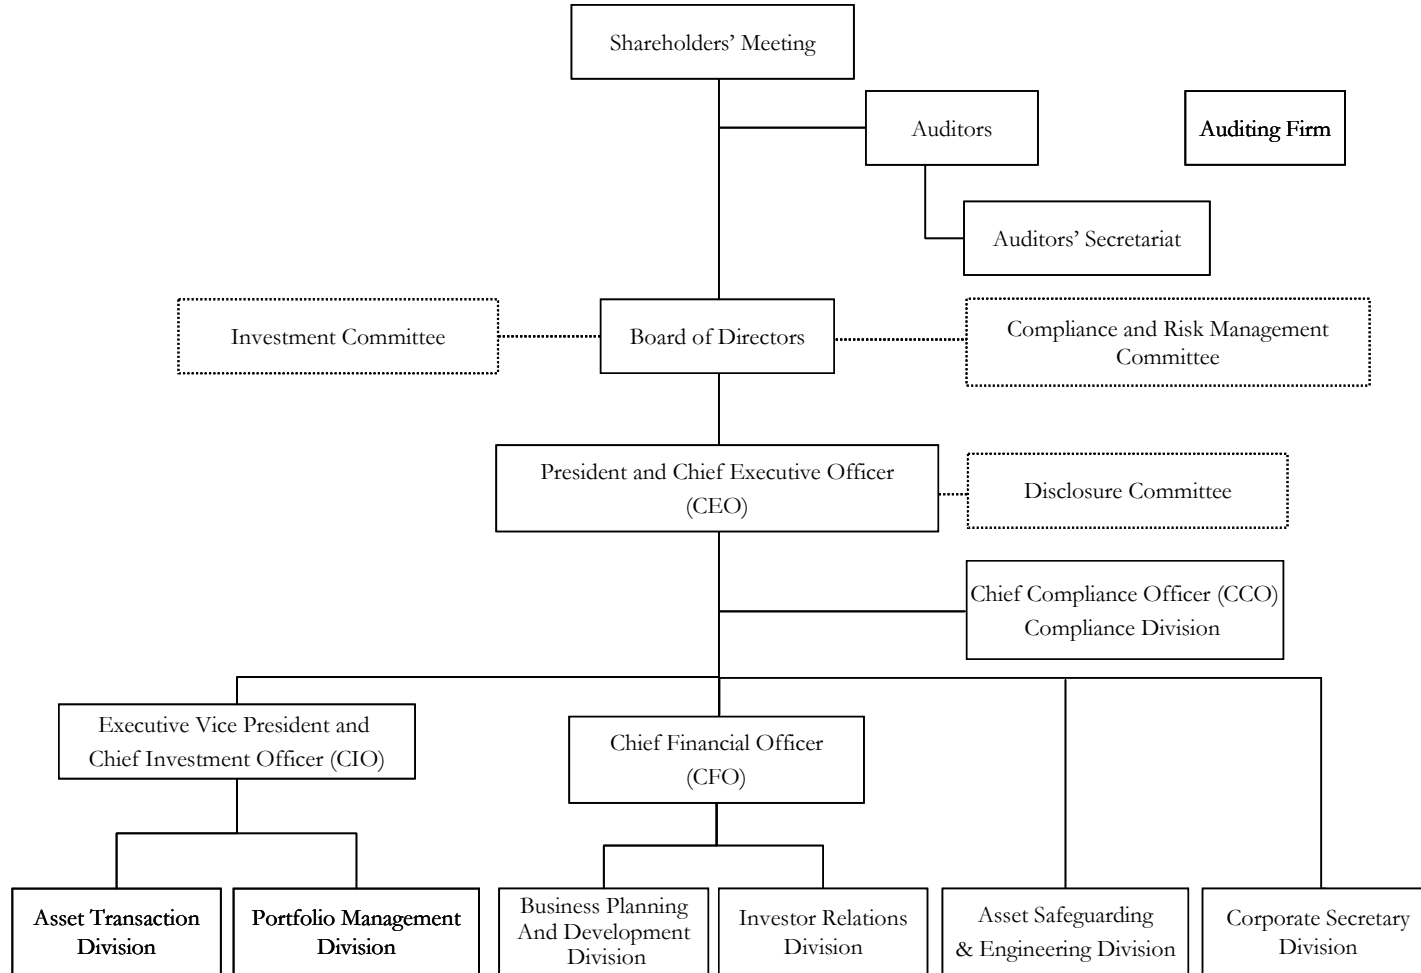 Shareholders’ Meeting
Auditors
Auditing Firm
Auditors’ Secretariat
Investment Committee
Board of Directors
Compliance and Risk Management
Committee
President and Chief Executive Officer
(CEO)
Disclosure Committee
Chief Compliance Officer (CCO)
Compliance Division
Executive Vice President and
Chief Investment Officer (CIO)
Chief Financial Officer
(CFO)
Asset Transaction
Division
Portfolio Management
Division
Business Planning
And Development
Division
Investor Relations
Division
Asset Safeguarding
& Engineering Division
Corporate Secretary
Division